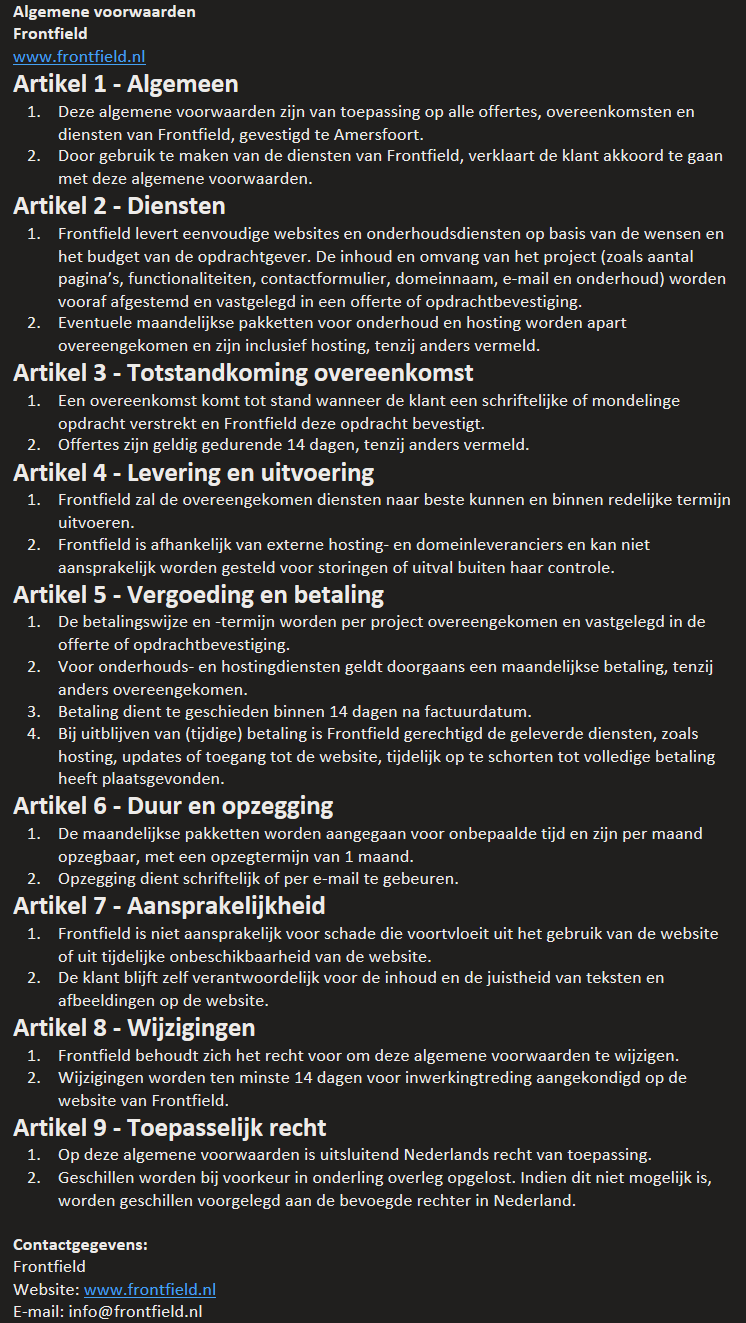 Algemene voorwaarden
Frontfield
www.frontfield.nl
Artikel 1 - Algemeen
1. Deze algemene voorwaarden zijn van toepassing op alle offertes, overeenkomsten en
diensten van Frontfield, gevestigd te Amersfoort.
2. Door gebruik te maken van de diensten van Frontfield, verklaart de klant akkoord te gaan
met deze algemene voorwaarden.
Artikel 2 - Diensten
1. Frontfield levert eenvoudige websites en onderhoudsdiensten op basis van de wensen en
het budget van de opdrachtgever. De inhoud en omvang van het project (zoals aantal
pagina’s, functionaliteiten, contactformulier, domeinnaam, e-mail en onderhoud) worden
vooraf afgestemd en vastgelegd in een offerte of opdrachtbevestiging.
2. Eventuele maandelijkse pakketten voor onderhoud en hosting worden apart
overeengekomen en zijn inclusief hosting, tenzij anders vermeld.
Artikel 3 - Totstandkoming overeenkomst
1. Een overeenkomst komt tot stand wanneer de klant een schriftelijke of mondelinge
opdracht verstrekt en Frontfield deze opdracht bevestigt.
2. Offertes zijn geldig gedurende 14 dagen, tenzij anders vermeld.
Artikel 4 - Levering en uitvoering
1. Frontfield zal de overeengekomen diensten naar beste kunnen en binnen redelijke termijn
uitvoeren.
2. Frontfield is afhankelijk van externe hosting- en domeinleveranciers en kan niet
aansprakelijk worden gesteld voor storingen of uitval buiten haar controle.
Artikel 5 - Vergoeding en betaling
1. De betalingswijze en -termijn worden per project overeengekomen en vastgelegd in de
offerte of opdrachtbevestiging.
2. Voor onderhouds- en hostingdiensten geldt doorgaans een maandelijkse betaling, tenzij
anders overeengekomen.
3. Betaling dient te geschieden binnen 14 dagen na factuurdatum.
4. Bij uitblijven van (tijdige) betaling is Frontfield gerechtigd de geleverde diensten, zoals
hosting, updates of toegang tot de website, tijdelijk op te schorten tot volledige betaling
heeft plaatsgevonden.
Artikel 6 - Duur en opzegging
1. De maandelijkse pakketten worden aangegaan voor onbepaalde tijd en zijn per maand
opzegbaar, met een opzegtermijn van 1 maand.
2. Opzegging dient schriftelijk of per e-mail te gebeuren.
Artikel 7 - Aansprakelijkheid
1. Frontfield is niet aansprakelijk voor schade die voortvloeit uit het gebruik van de website
of uit tijdelijke onbeschikbaarheid van de website.
2. De klant blijft zelf verantwoordelijk voor de inhoud en de juistheid van teksten en
afbeeldingen op de website.
Artikel 8 - Wijzigingen
1. Frontfield behoudt zich het recht voor om deze algemene voorwaarden te wijzigen.
2. Wijzigingen worden ten minste 14 dagen voor inwerkingtreding aangekondigd op de
website van Frontfield.
Artikel 9 - Toepasselijk recht
1. Op deze algemene voorwaarden is uitsluitend Nederlands recht van toepassing.
2. Geschillen worden bij voorkeur in onderling overleg opgelost. Indien dit niet mogelijk is,
worden geschillen voorgelegd aan de bevoegde rechter in Nederland.
Contactgegevens:
Frontfield
Website: www.frontfield.nl
E-mail: info@frontfield.nl